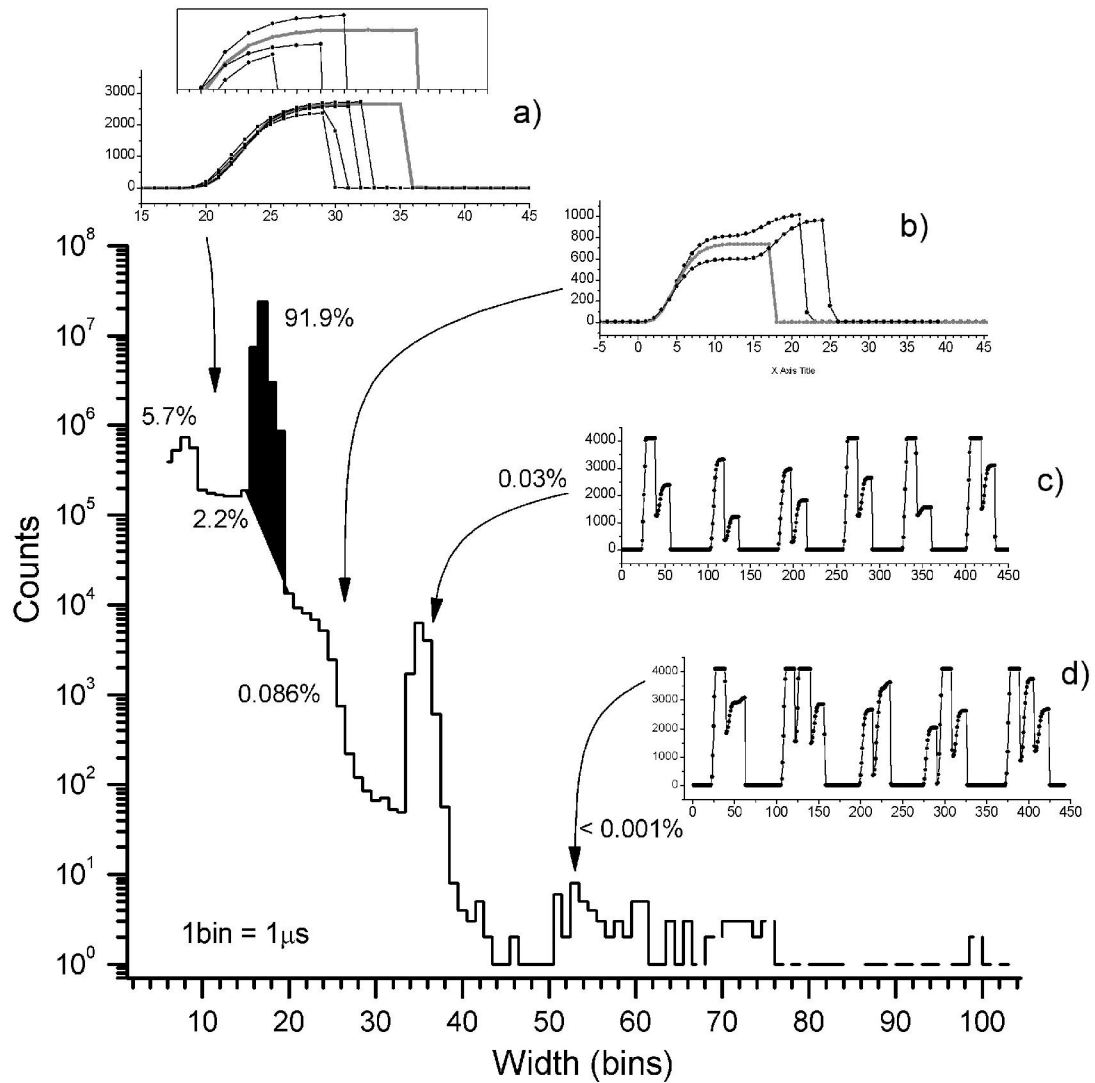 a)
3000
2000
1000
0
15 20 25 30 35 40 45
b)
1000
800
600
400
200
0
-5 0 5 10 15 20 25 30 35 40 45
X Axis Title
c)
4000
3000
2000
1000
0
0 50 100 150 200 250 300 350 400 450
d)
4000
3000
2000
1000
0
0 50 100 150 200 250 300 350 400 450
Counts
10^8
10^7
10^6
10^5
10^4
10^3
10^2
10^1
10^0
91.9%
5.7%
2.2%
0.03%
0.086%
< 0.001%
1bin = 1μs
10 20 30 40 50 60 70 80 90 100
Width (bins)